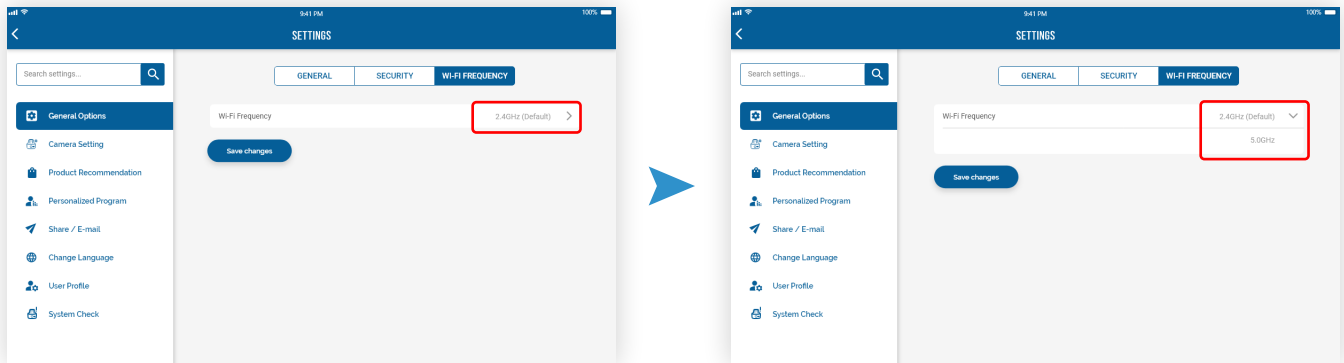 9:41 PM
100%
SETTINGS
Search settings...
GENERAL
SECURITY
WI-FI FREQUENCY
General Options
Wi-Fi Frequency
2.4GHz (Default)
Camera Setting
Save changes
Product Recommendation
Personalized Program
Share / E-mail
Change Language
User Profile
System Check
9:41 PM
100%
SETTINGS
Search settings...
GENERAL
SECURITY
WI-FI FREQUENCY
General Options
Wi-Fi Frequency
2.4GHz (Default)
Camera Setting
5.0GHz
Product Recommendation
Save changes
Personalized Program
Share / E-mail
Change Language
User Profile
System Check